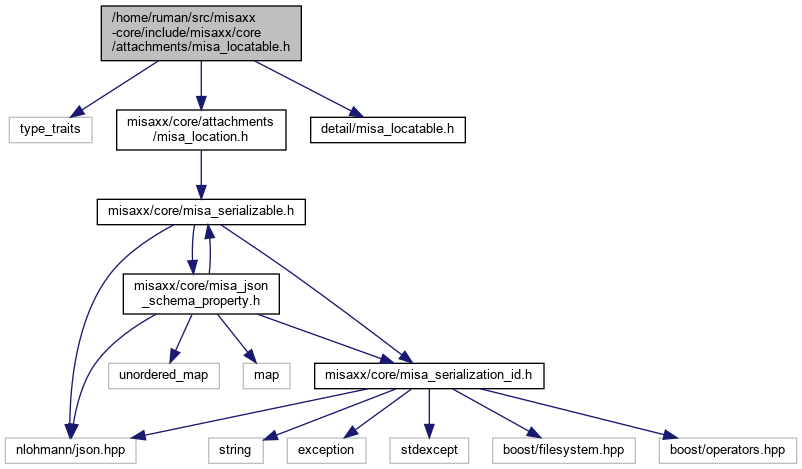 /home/ruman/src/misaxx
-core/include/misaxx/core
/attachments/misa_locatable.h
type_traits
misaxx/core/attachments
/misa_location.h
detail/misa_locatable.h
misaxx/core/misa_serializable.h
misaxx/core/misa_json
_schema_property.h
unordered_map
map
misaxx/core/misa_serialization_id.h
nlohmann/json.hpp
string
exception
stdexcept
boost/filesystem.hpp
boost/operators.hpp